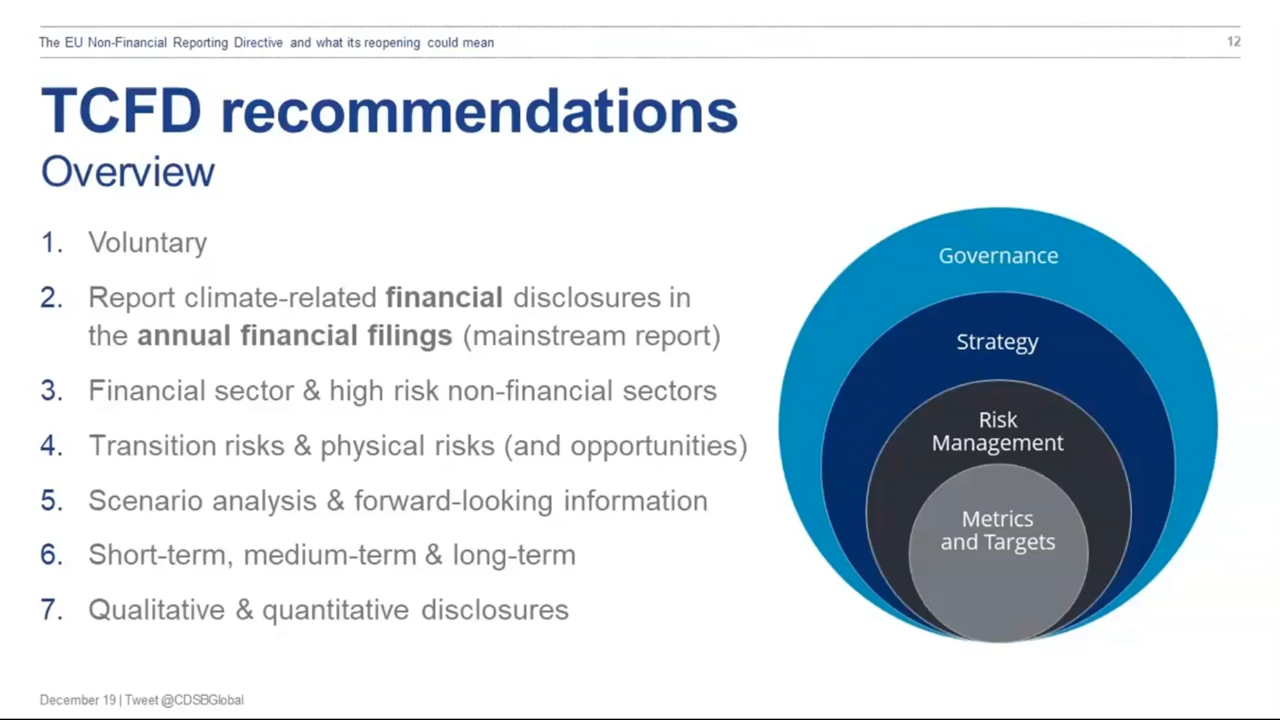 The EU Non-Financial Reporting Directive and what its reopening could mean
12
TCFD recommendations
Overview
1. Voluntary
2. Report climate-related financial disclosures in
the annual financial filings (mainstream report)
3. Financial sector & high risk non-financial sectors
4. Transition risks & physical risks (and opportunities)
5. Scenario analysis & forward-looking information
6. Short-term, medium-term & long-term
7. Qualitative & quantitative disclosures
Governance
Strategy
Risk
Management
Metrics
and Targets
December 19 | Tweet @CDSBGlobal